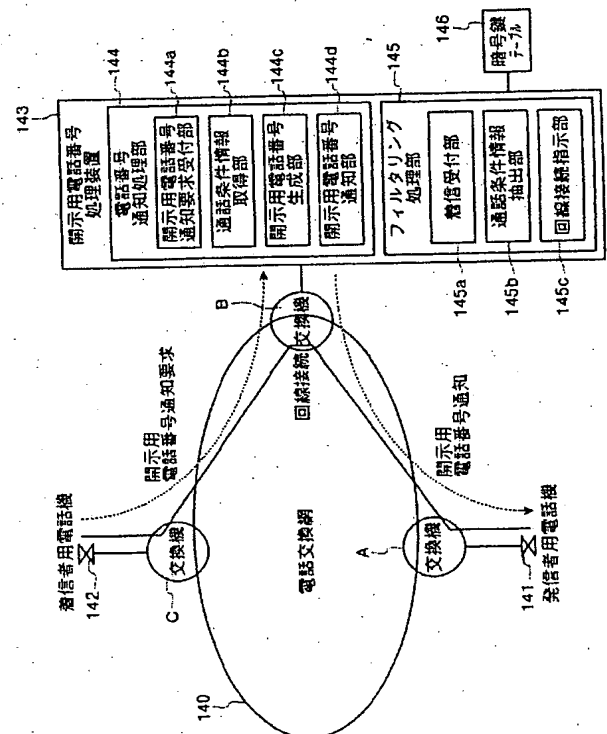 143
開示用電話番号
処理装置
144
電話番号
通知処理部
144a
開示用電話番号
通知要求受付部
144b
通話条件情報
取得部
144c
開示用電話番号
生成部
144d
開示用電話番号
通知部
145
フィルタリング
処理部
145a
着信受付部
145b
通話条件情報
抽出部
145c
回線接続指示部
146
暗号鍵
テーブル
B
交換機
回線接続
開示用
電話番号通知要求
開示用
電話番号通知
着信者用電話機
142
C
交換機
電話交換網
140
A
交換機
141
発信者用電話機